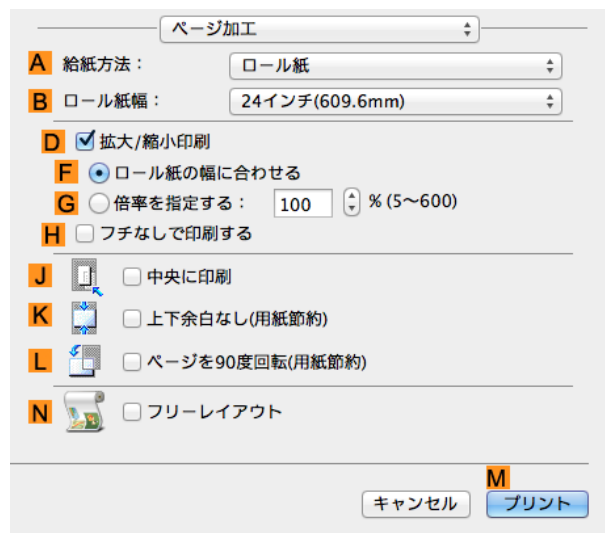 ページ加工
A 給紙方法： ロール紙
B ロール紙幅： 24インチ(609.6mm)
D 拡大/縮小印刷
F ロール紙の幅に合わせる
G 倍率を指定する： 100 % (5〜600)
H フチなしで印刷する
J 中央に印刷
K 上下余白なし(用紙節約)
L ページを90度回転(用紙節約)
N フリーレイアウト
M
キャンセル プリント